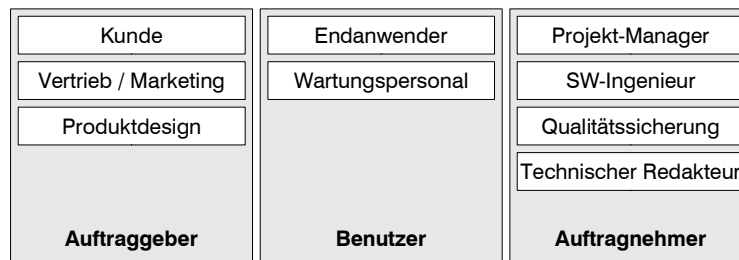 Kunde
Vertrieb / Marketing
Produktdesign
Auftraggeber
Endanwender
Wartungspersonal
Benutzer
Projekt-Manager
SW-Ingenieur
Qualitätssicherung
Technischer Redakteur
Auftragnehmer